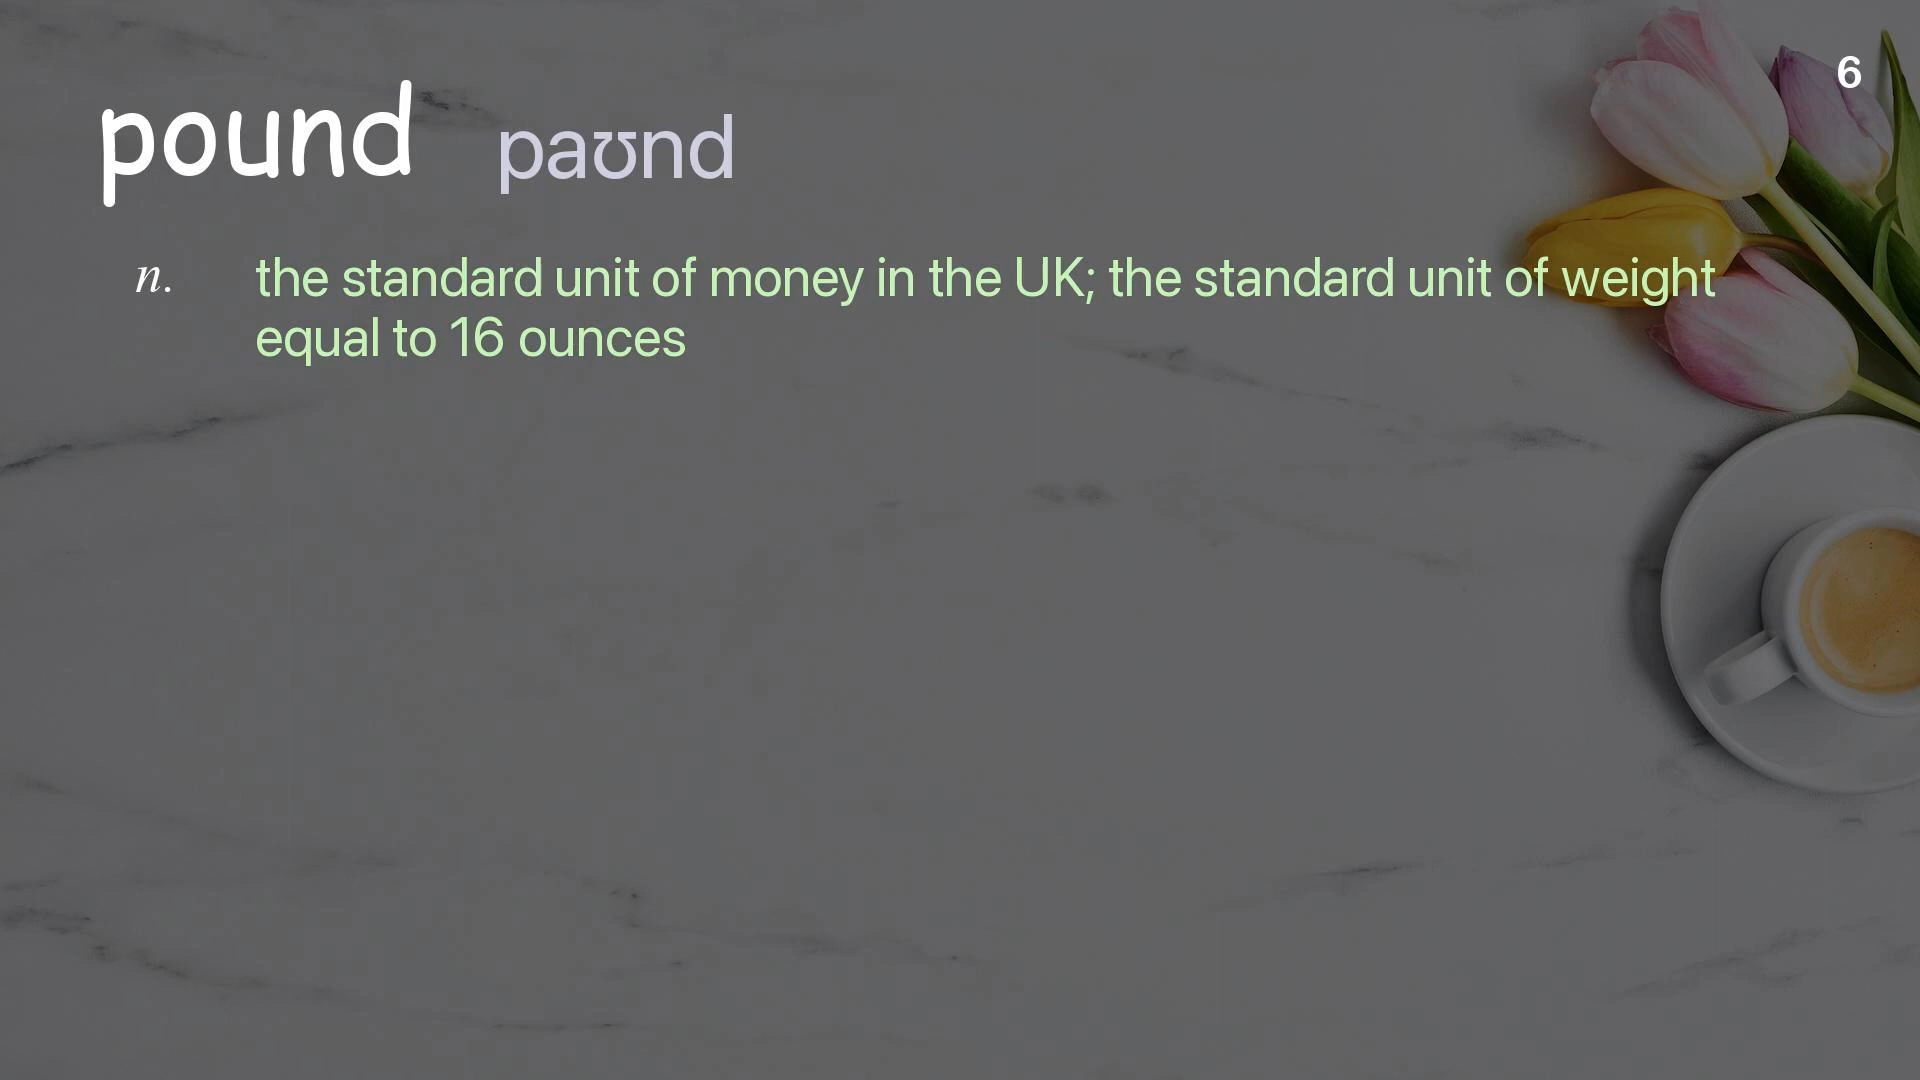 6
pound paʊnd
n. the standard unit of money in the UK; the standard unit of weight
equal to 16 ounces